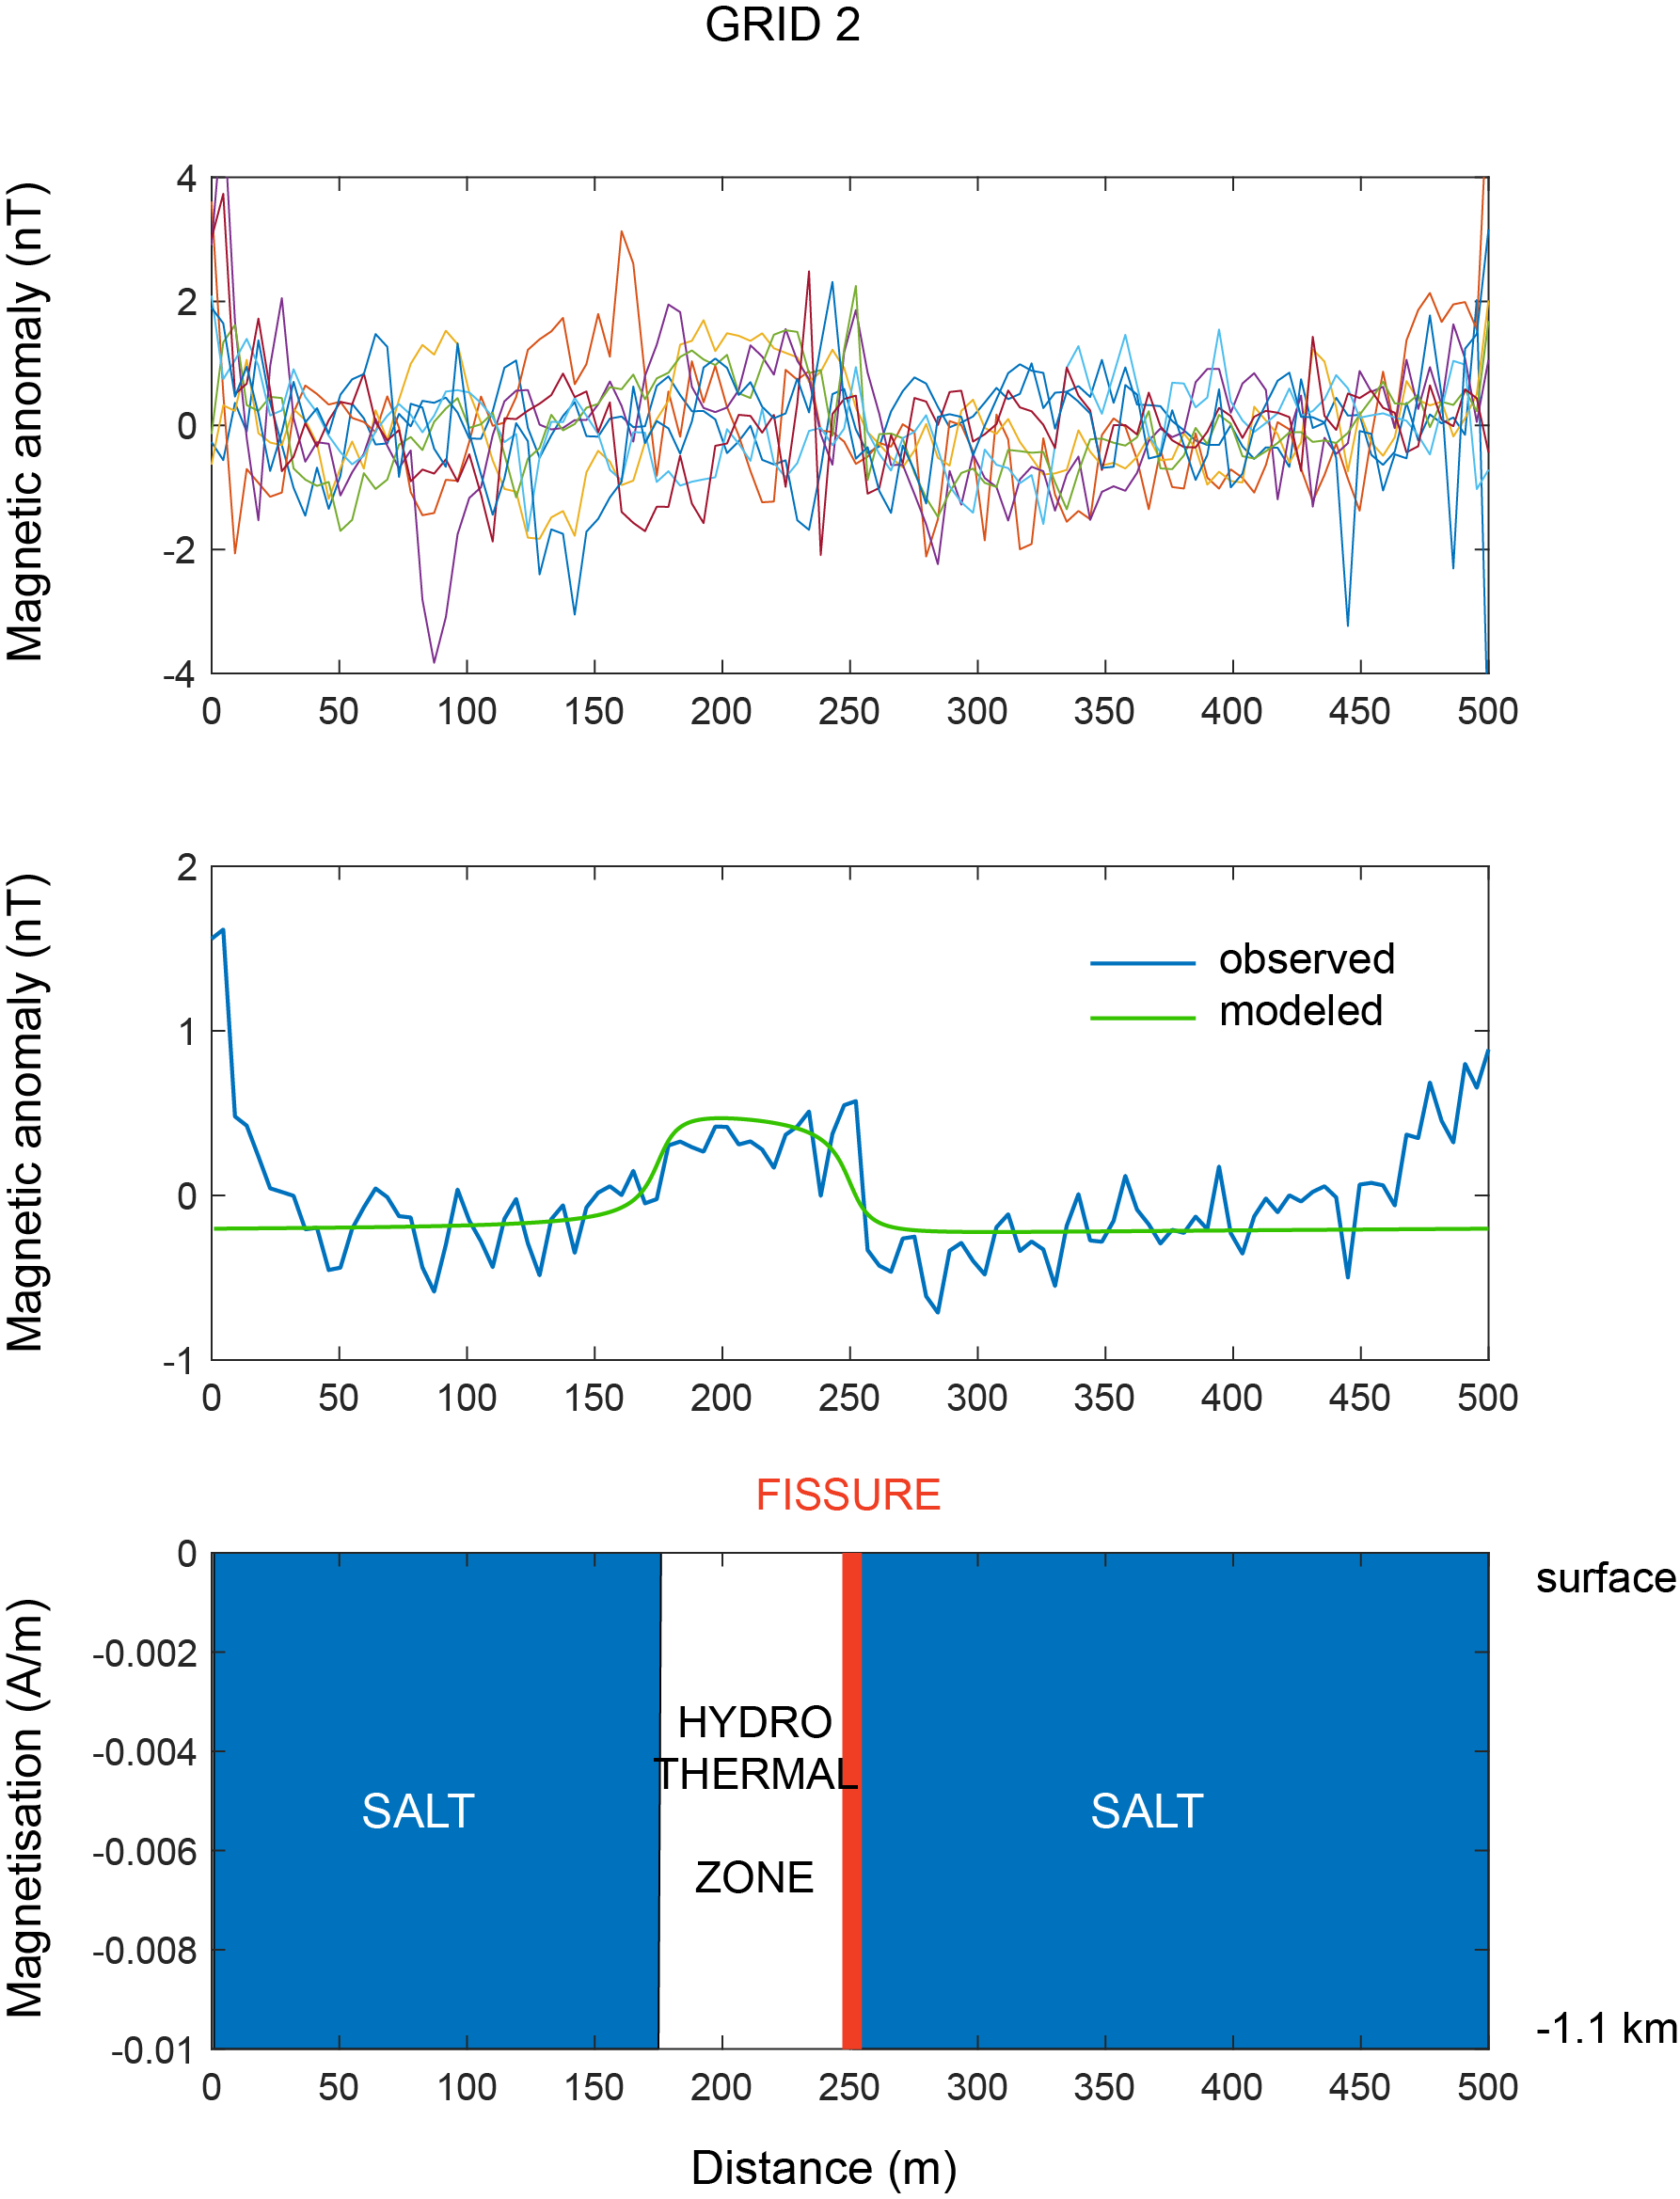 GRID 2
Magnetic anomaly (nT)
4
2
0
-2
-4
0 50 100 150 200 250 300 350 400 450 500
Magnetic anomaly (nT)
2
1
0
-1
observed
modeled
0 50 100 150 200 250 300 350 400 450 500
FISSURE
Magnetisation (A/m)
0
-0.002
-0.004
-0.006
-0.008
-0.01
surface
HYDRO
THERMAL
SALT
SALT
ZONE
-1.1 km
0 50 100 150 200 250 300 350 400 450 500
Distance (m)